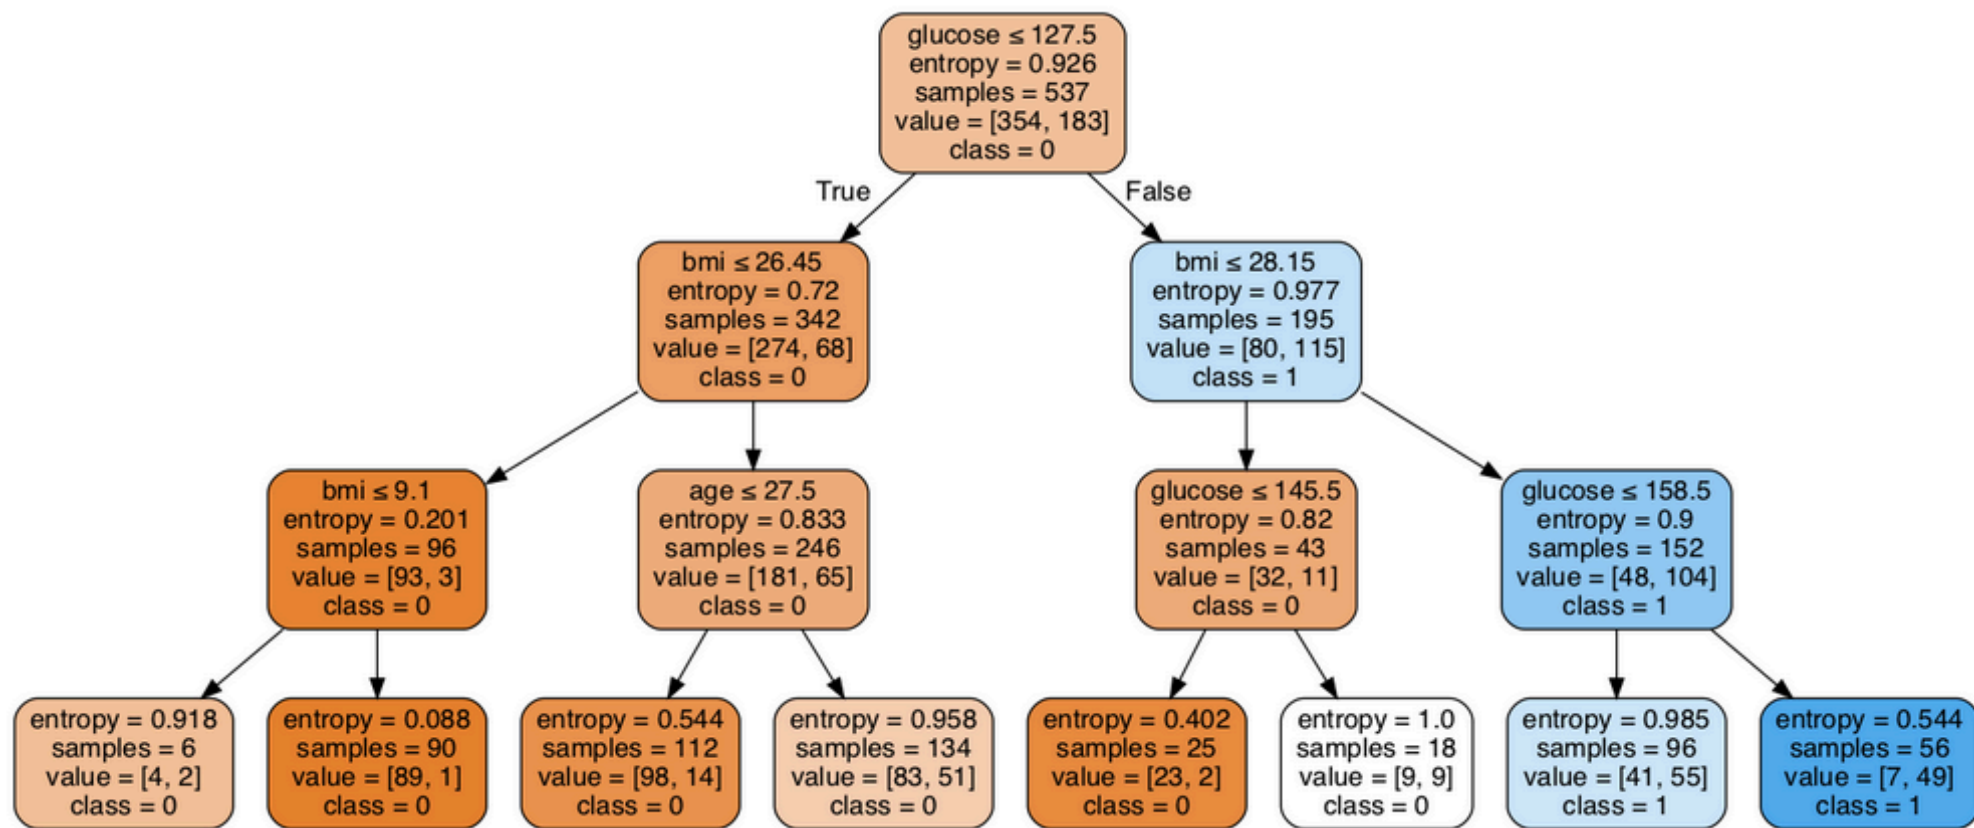 glucose ≤ 127.5
entropy = 0.926
samples = 537
value = [354, 183]
class = 0
True
False
bmi ≤ 26.45
entropy = 0.72
samples = 342
value = [274, 68]
class = 0
bmi ≤ 28.15
entropy = 0.977
samples = 195
value = [80, 115]
class = 1
bmi ≤ 9.1
entropy = 0.201
samples = 96
value = [93, 3]
class = 0
age ≤ 27.5
entropy = 0.833
samples = 246
value = [181, 65]
class = 0
glucose ≤ 145.5
entropy = 0.82
samples = 43
value = [32, 11]
class = 0
glucose ≤ 158.5
entropy = 0.9
samples = 152
value = [48, 104]
class = 1
entropy = 0.918
samples = 6
value = [4, 2]
class = 0
entropy = 0.088
samples = 90
value = [89, 1]
class = 0
entropy = 0.544
samples = 112
value = [98, 14]
class = 0
entropy = 0.958
samples = 134
value = [83, 51]
class = 0
entropy = 0.402
samples = 25
value = [23, 2]
class = 0
entropy = 1.0
samples = 18
value = [9, 9]
class = 0
entropy = 0.985
samples = 96
value = [41, 55]
class = 1
entropy = 0.544
samples = 56
value = [7, 49]
class = 1